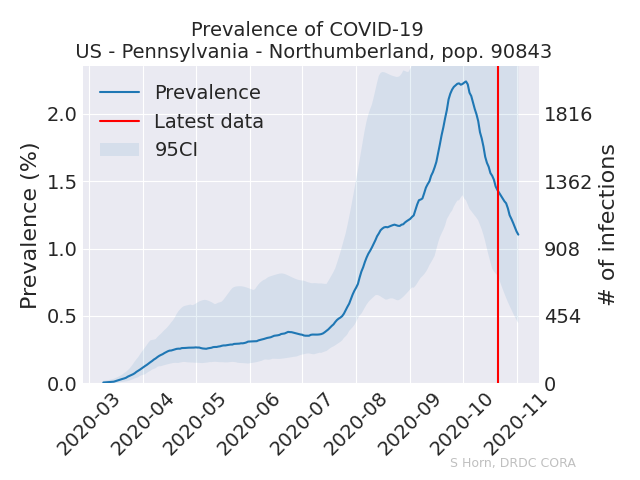 Prevalence of COVID-19
US - Pennsylvania - Northumberland, pop. 90843
Prevalence
Latest data
95CI
Prevalence (%)
2.0
1.5
1.0
0.5
0.0
# of infections
1816
1362
908
454
0
2020-03
2020-04
2020-05
2020-06
2020-07
2020-08
2020-09
2020-10
2020-11
S Horn, DRDC CORA